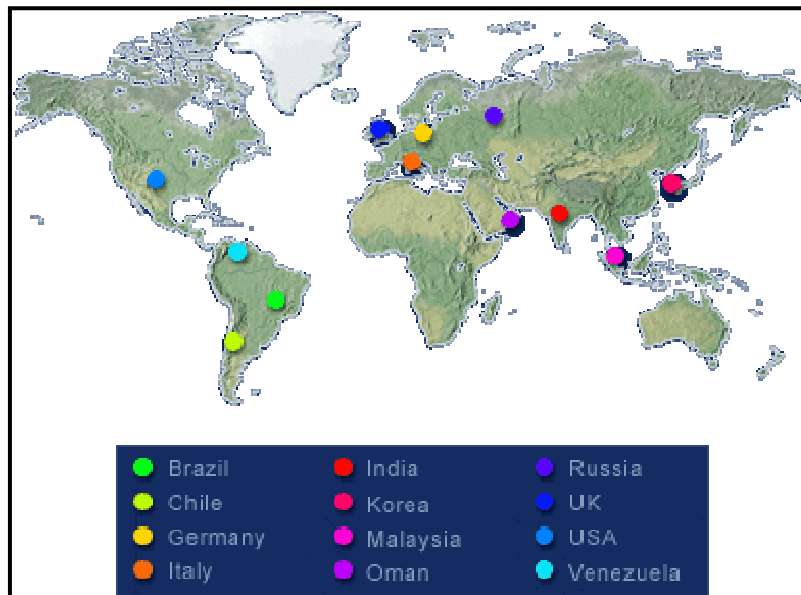 Brazil
Chile
Germany
Italy
India
Korea
Malaysia
Oman
Russia
UK
USA
Venezuela